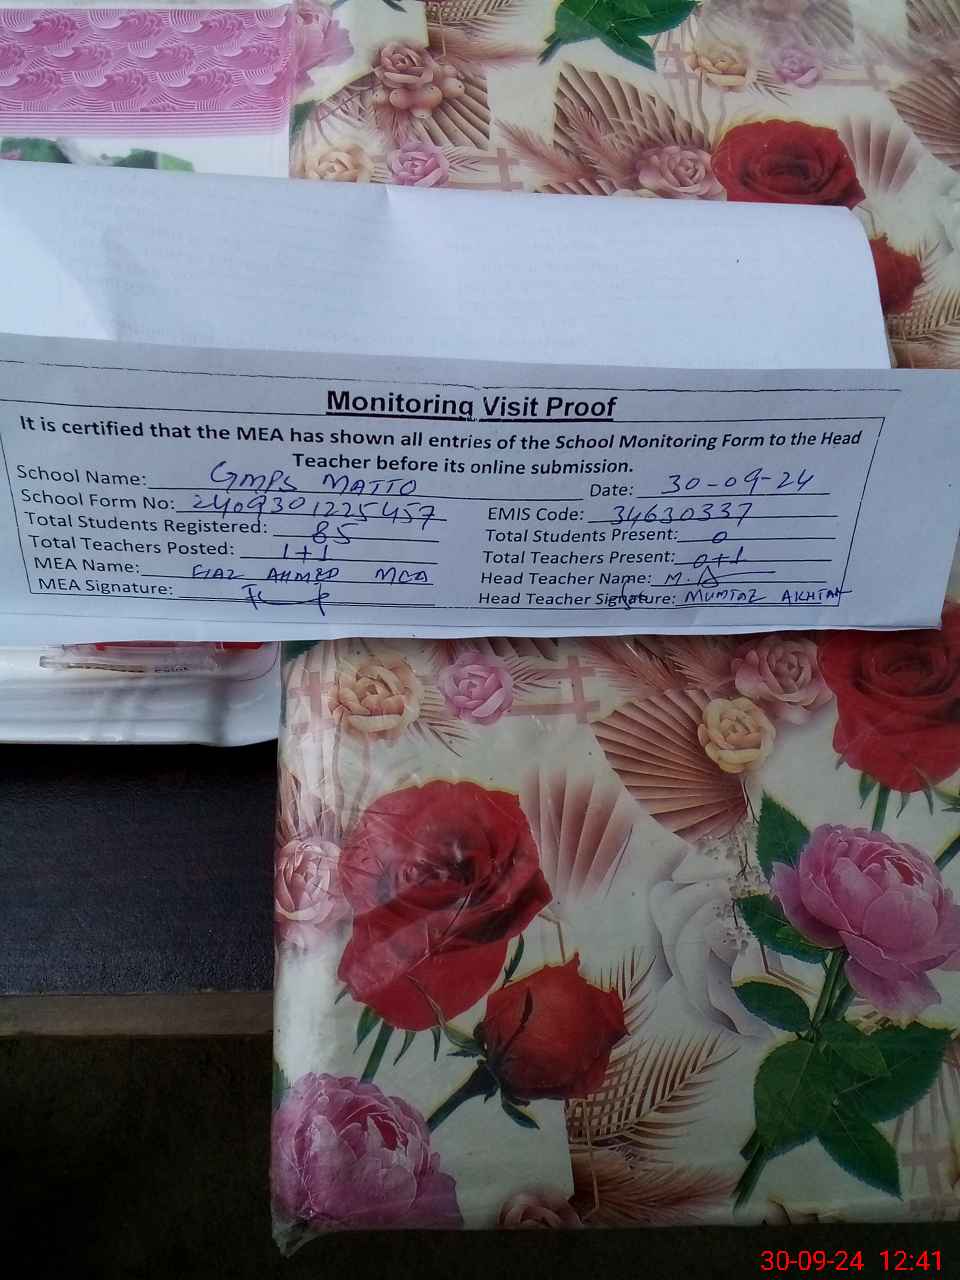 Monitoring Visit Proof
It is certified that the MEA has shown all entries of the School Monitoring Form to the Head
Teacher before its online submission.
School Name: GMPS MATTO Date: 30-09-24
School Form No: 2409301225457 EMIS Code: 34630337
Total Students Registered: 85 Total Students Present: 0
Total Teachers Posted: 1+1 Total Teachers Present: 0+1
MEA Name: AHMED MEA Head Teacher Name: M.
MEA Signature: Head Teacher Signature: MUMTAZ AKHTAR
30-09-24 12:41